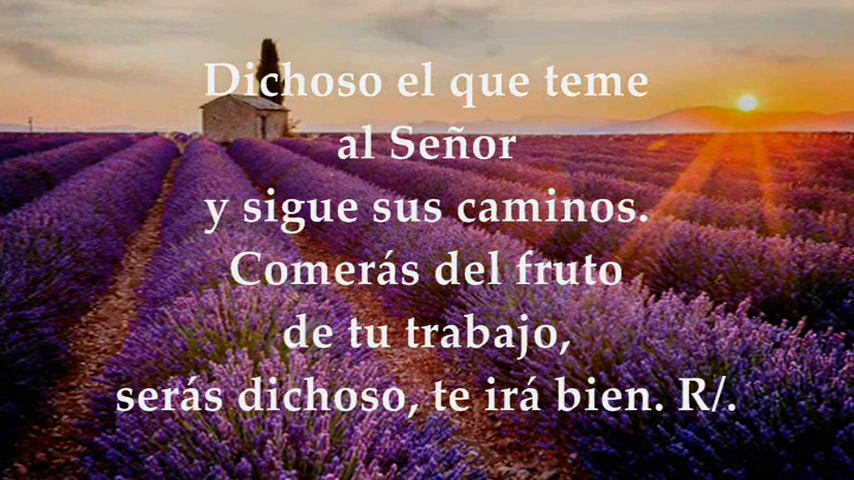 Dichoso el que teme
al Señor
y sigue sus caminos.
Comerás del fruto
de tu trabajo,
serás dichoso, te irá bien. R/.